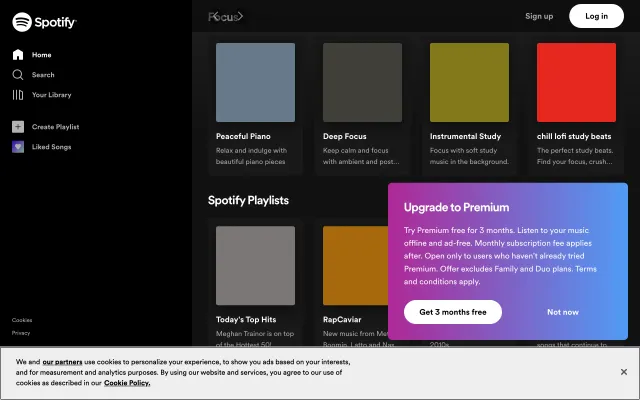 Spotify
Home
Search
Your Library
Create Playlist
Liked Songs
Cookies
Privacy
Focus
Sign up
Log in
Peaceful Piano
Relax and indulge with
beautiful piano pieces
Deep Focus
Keep calm and focus
with ambient and post...
Instrumental Study
Focus with soft study
music in the background.
chill lofi study beats
The perfect study beats.
Find your focus, crush...
Spotify Playlists
Today's Top Hits
Meghan Trainor is on top
of the Hottest 50!
RapCaviar
New music from
and
2010s
songs that continue to
Upgrade to Premium
Try Premium free for 3 months. Listen to your music
offline and ad-free. Monthly subscription fee applies
after. Open only to users who haven't already tried
Premium. Offer excludes Family and Duo plans. Terms
and conditions apply.
Get 3 months free
Not now
We and our partners use cookies to personalize your experience, to show you ads based on your interests,
and for measurement and analytics purposes. By using our website and services, you agree to our use of
cookies as described in our Cookie Policy.